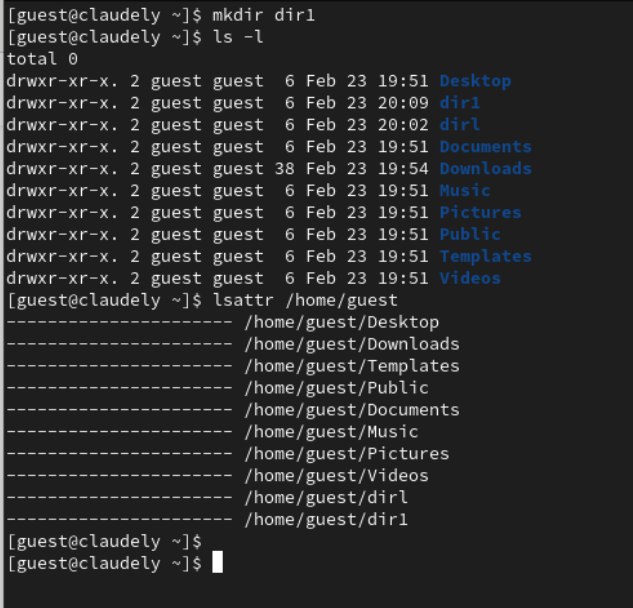 [guest@claudely ~]$ mkdir dir1
[guest@claudely ~]$ ls -l
total 0
drwxr-xr-x. 2 guest guest  6 Feb 23 19:51 Desktop
drwxr-xr-x. 2 guest guest  6 Feb 23 20:09 dir1
drwxr-xr-x. 2 guest guest  6 Feb 23 20:02 dirl
drwxr-xr-x. 2 guest guest  6 Feb 23 19:51 Documents
drwxr-xr-x. 2 guest guest 38 Feb 23 19:54 Downloads
drwxr-xr-x. 2 guest guest  6 Feb 23 19:51 Music
drwxr-xr-x. 2 guest guest  6 Feb 23 19:51 Pictures
drwxr-xr-x. 2 guest guest  6 Feb 23 19:51 Public
drwxr-xr-x. 2 guest guest  6 Feb 23 19:51 Templates
drwxr-xr-x. 2 guest guest  6 Feb 23 19:51 Videos
[guest@claudely ~]$ lsattr /home/guest
---------------------- /home/guest/Desktop
---------------------- /home/guest/Downloads
---------------------- /home/guest/Templates
---------------------- /home/guest/Public
---------------------- /home/guest/Documents
---------------------- /home/guest/Music
---------------------- /home/guest/Pictures
---------------------- /home/guest/Videos
---------------------- /home/guest/dirl
---------------------- /home/guest/dir1
[guest@claudely ~]$
[guest@claudely ~]$